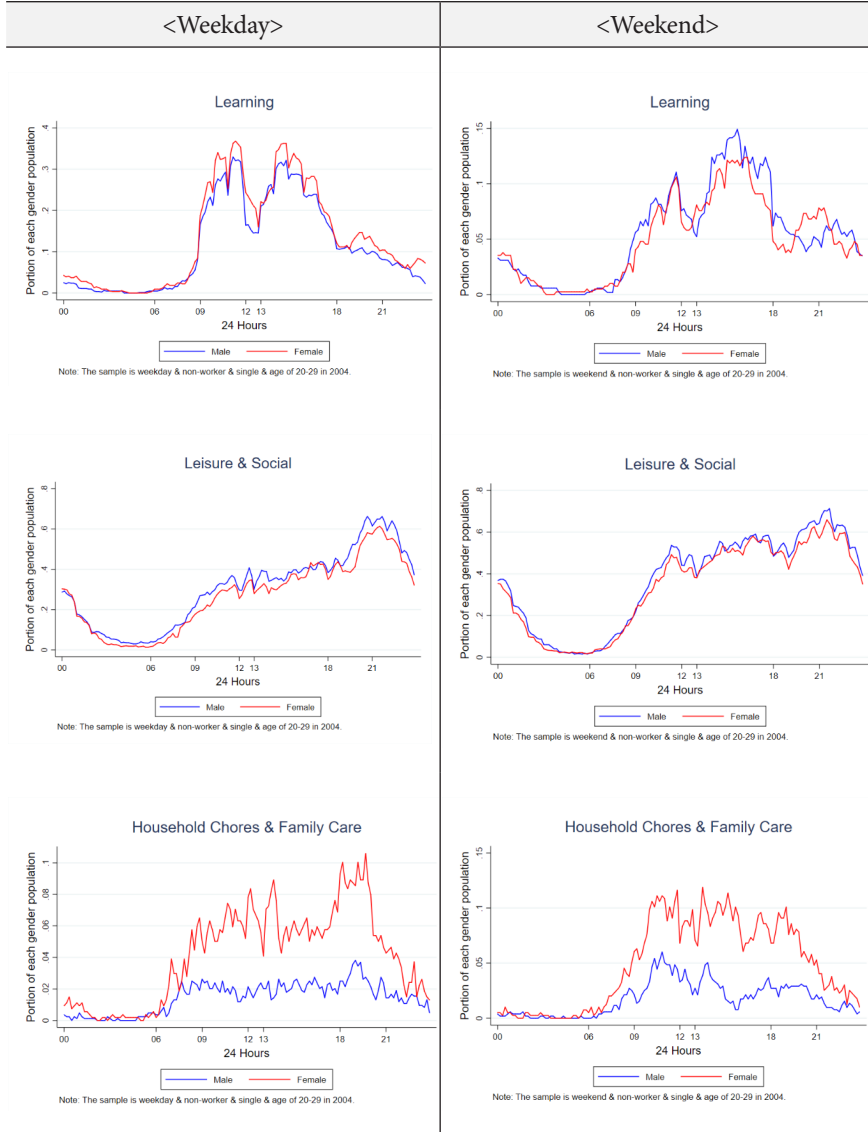 <Weekday>
<Weekend>
Learning
Portion of each gender population
0 .1 .2 .3 .4
00 06 09 12 13 18 21
24 Hours
Male Female
Note: The sample is weekday & non-worker & single & age of 20-29 in 2004.
Learning
Portion of each gender population
0 .05 .1 .15
00 06 09 12 13 18 21
24 Hours
Male Female
Note: The sample is weekend & non-worker & single & age of 20-29 in 2004.
Leisure & Social
Portion of each gender population
0 .2 .4 .6 .8
00 06 09 12 13 18 21
24 Hours
Male Female
Note: The sample is weekday & non-worker & single & age of 20-29 in 2004.
Leisure & Social
Portion of each gender population
0 .2 .4 .6 .8
00 06 09 12 13 18 21
24 Hours
Male Female
Note: The sample is weekend & non-worker & single & age of 20-29 in 2004.
Household Chores & Family Care
Portion of each gender population
0 .02 .04 .06 .08 .1
00 06 09 12 13 18 21
24 Hours
Male Female
Note: The sample is weekday & non-worker & single & age of 20-29 in 2004.
Household Chores & Family Care
Portion of each gender population
0 .05 .1 .15
00 06 09 12 13 18 21
24 Hours
Male Female
Note: The sample is weekend & non-worker & single & age of 20-29 in 2004.